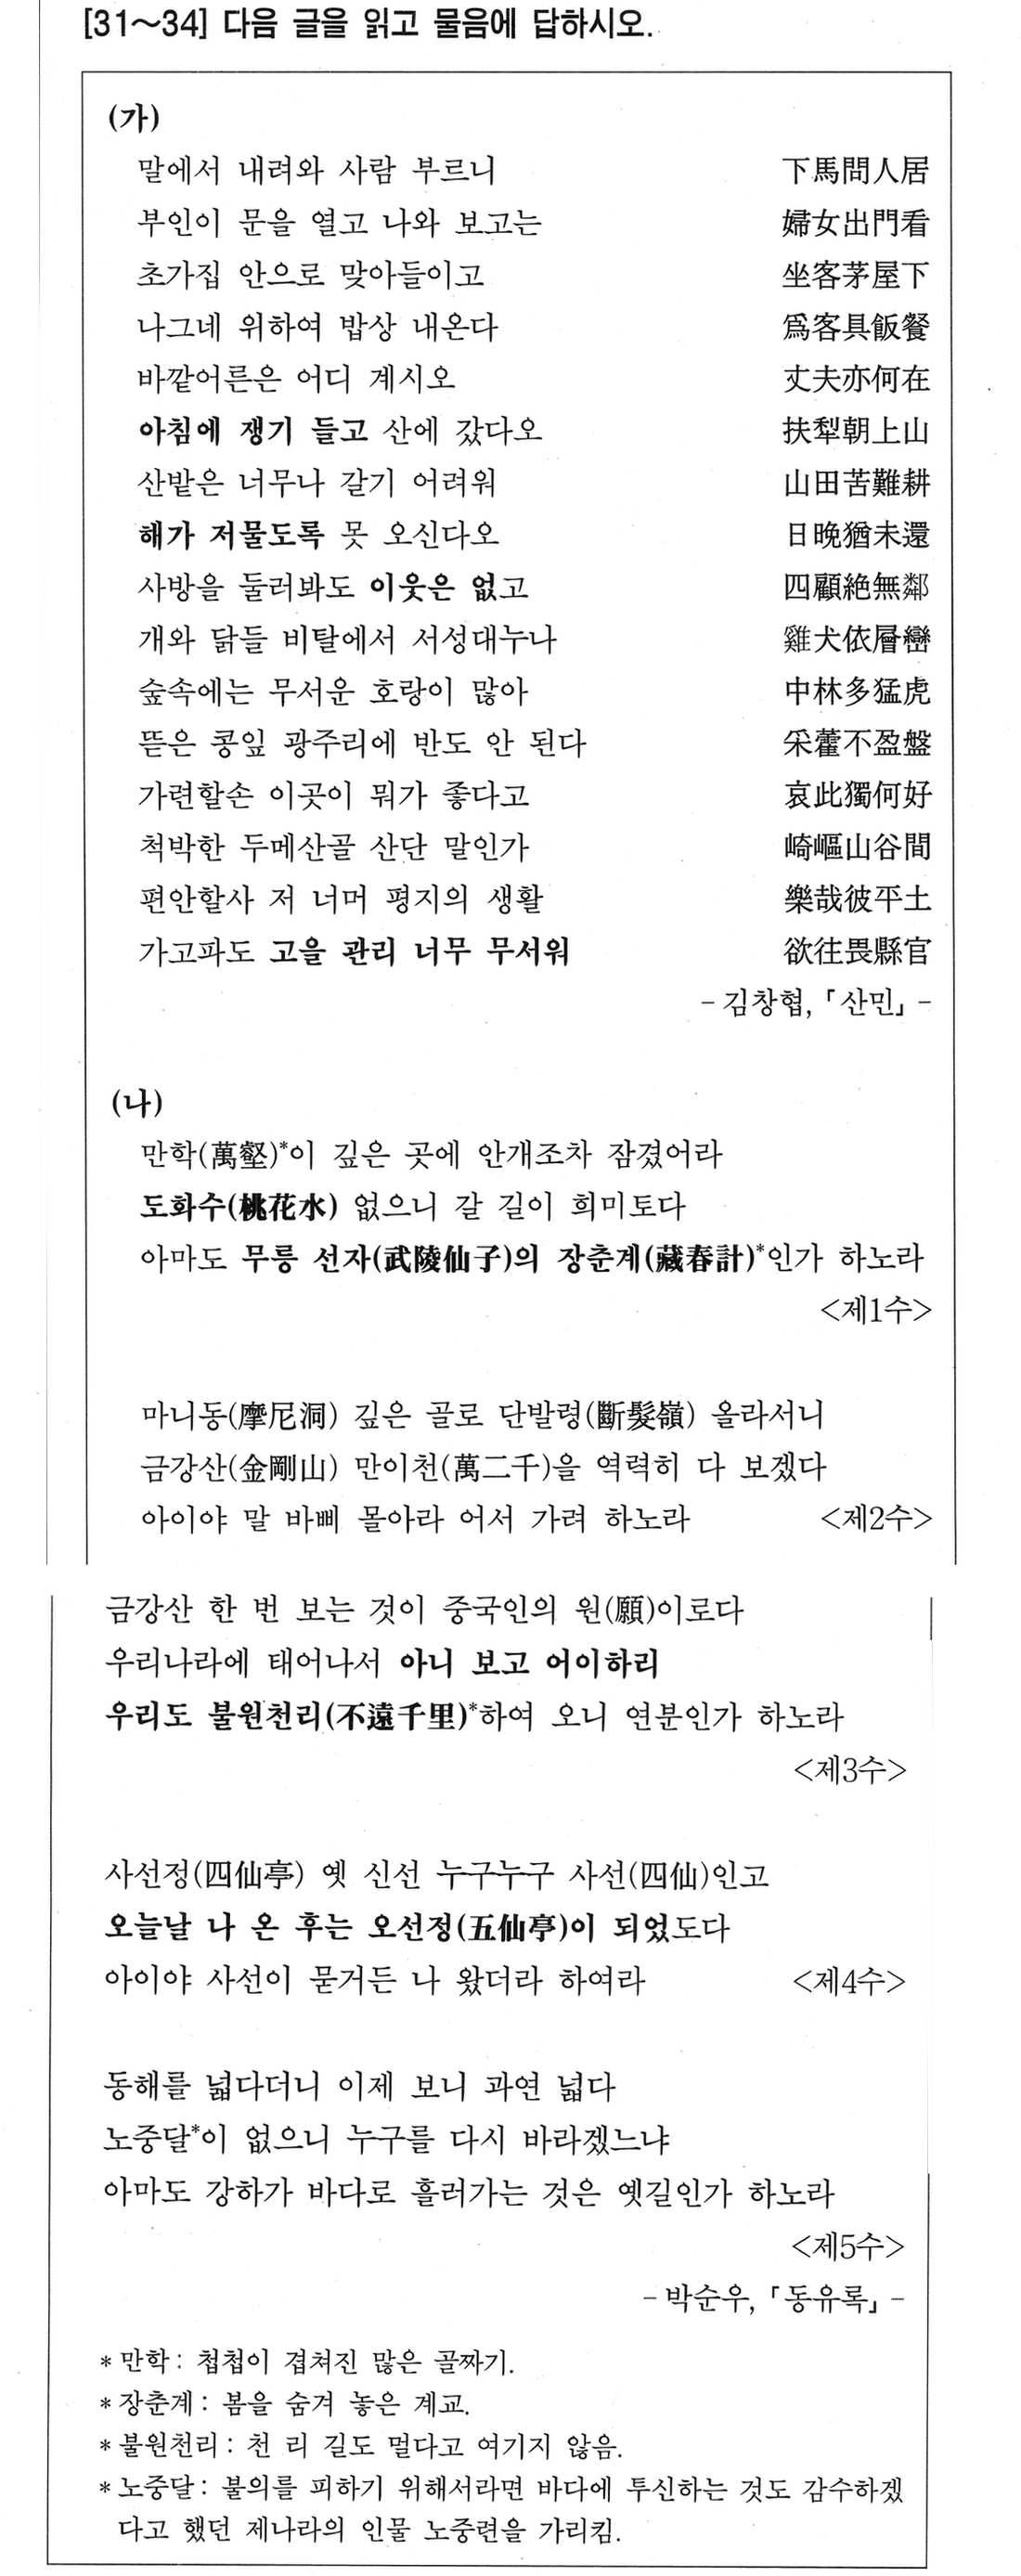 [31~34] 다음 글을 읽고 물음에 답하시오.
(가)
말에서 내려와 사람 부르니 下馬問人居
부인이 문을 열고 나와 보고는 婦女出門看
초가집 안으로 맞아들이고 坐客茅屋下
나그네 위하여 밥상 내온다 爲客具飯餐
바깥어른은 어디 계시오 丈夫亦何在
아침에 쟁기 들고 산에 갔다오 扶犁朝上山
산밭은 너무나 갈기 어려워 山田苦難耕
해가 저물도록 못 오신다오 日晚猶未還
사방을 둘러봐도 이웃은 없고 四顧絶無鄰
개와 닭들 비탈에서 서성대누나 雞犬依層巒
숲속에는 무서운 호랑이 많아 中林多猛虎
뜯은 콩잎 광주리에 반도 안 된다 采藿不盈盤
가련할손 이곳이 뭐가 좋다고 哀此獨何好
척박한 두메산골 산단 말인가 崎嶇山谷間
편안할사 저 너머 평지의 생활 樂哉彼平土
가고파도 고을 관리 너무 무서워 欲往畏縣官
- 김창협, 「산민」 -
(나)
만학(萬壑)*이 깊은 곳에 안개조차 잠겼어라
도화수(桃花水) 없으니 갈 길이 희미토다
아마도 무릉 선자(武陵仙子)의 장춘계(藏春計)*인가 하노라
<제1수>
마니동(摩尼洞) 깊은 골로 단발령(斷髮嶺) 올라서니
금강산(金剛山) 만이천(萬二千)을 역력히 다 보겠다
아이야 말 바삐 몰아라 어서 가려 하노라 <제2수>
금강산 한 번 보는 것이 중국인의 원(願)이로다
우리나라에 태어나서 아니 보고 어이하리
우리도 불원천리(不遠千里)*하여 오니 연분인가 하노라
<제3수>
사선정(四仙亭) 옛 신선 누구누구 사선(四仙)인고
오늘날 나 온 후는 오선정(五仙亭)이 되었도다
아이야 사선이 묻거든 나 왔더라 하여라 <제4수>
동해를 넓다더니 이제 보니 과연 넓다
노중달*이 없으니 누구를 다시 바라겠느냐
아마도 강하가 바다로 흘러가는 것은 옛길인가 하노라
<제5수>
- 박순우, 「동유록」 -
* 만학 : 첩첩이 겹쳐진 많은 골짜기.
* 장춘계 : 봄을 숨겨 놓은 계교.
* 불원천리 : 천 리 길도 멀다고 여기지 않음.
* 노중달 : 불의를 피하기 위해서라면 바다에 투신하는 것도 감수하겠
다고 했던 제나라의 인물 노중련을 가리킴.